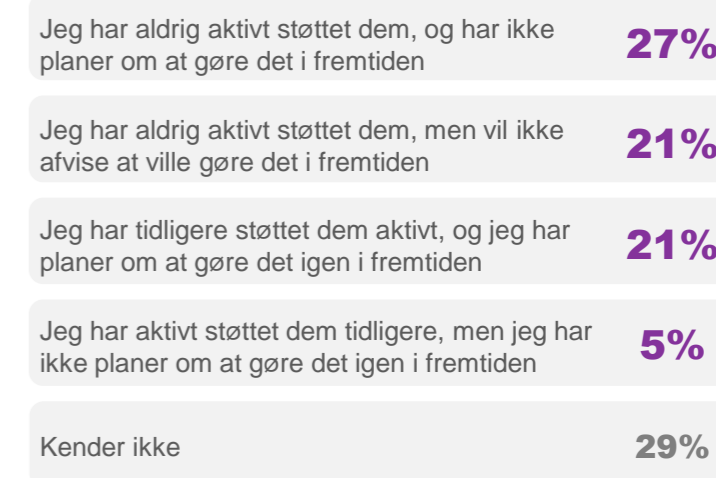 Jeg har aldrig aktivt støttet dem, og har ikke
planer om at gøre det i fremtiden
27%
Jeg har aldrig aktivt støttet dem, men vil ikke
afvise at ville gøre det i fremtiden
21%
Jeg har tidligere støttet dem aktivt, og jeg har
planer om at gøre det igen i fremtiden
21%
Jeg har aktivt støttet dem tidligere, men jeg har
ikke planer om at gøre det igen i fremtiden
5%
Kender ikke
29%